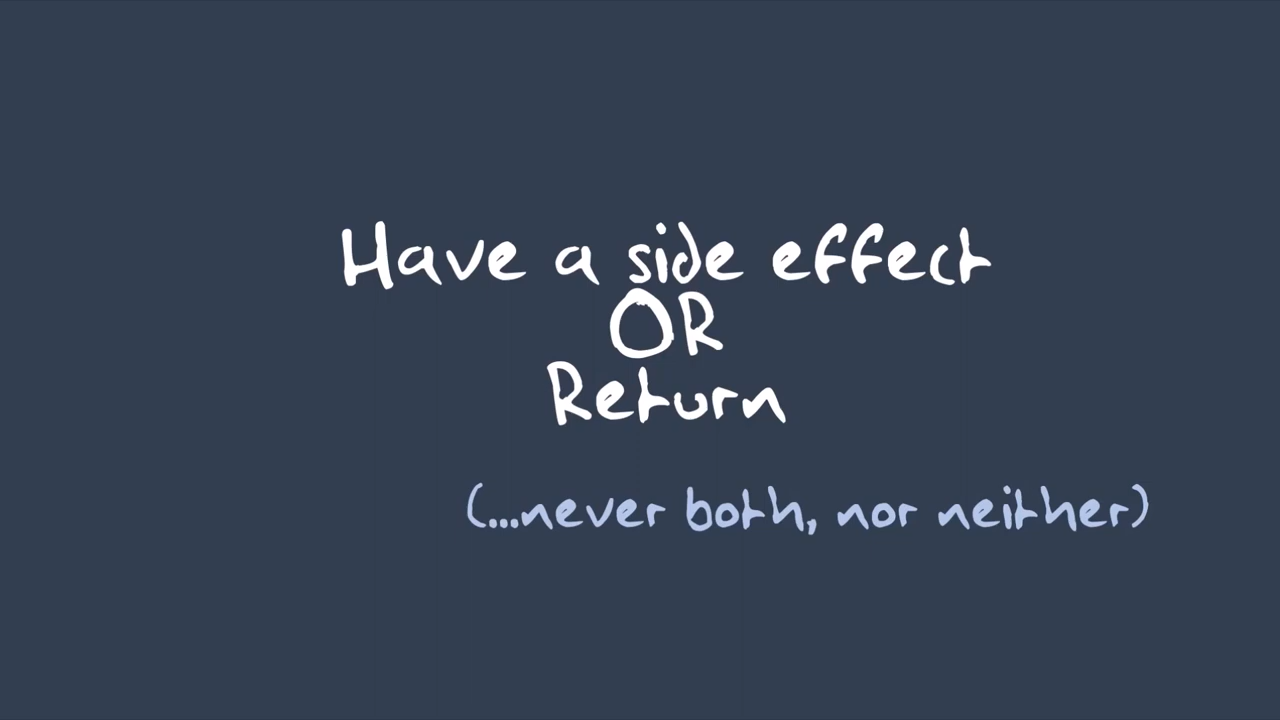 Have a side effect
OR
Return
(...never both, nor neither)